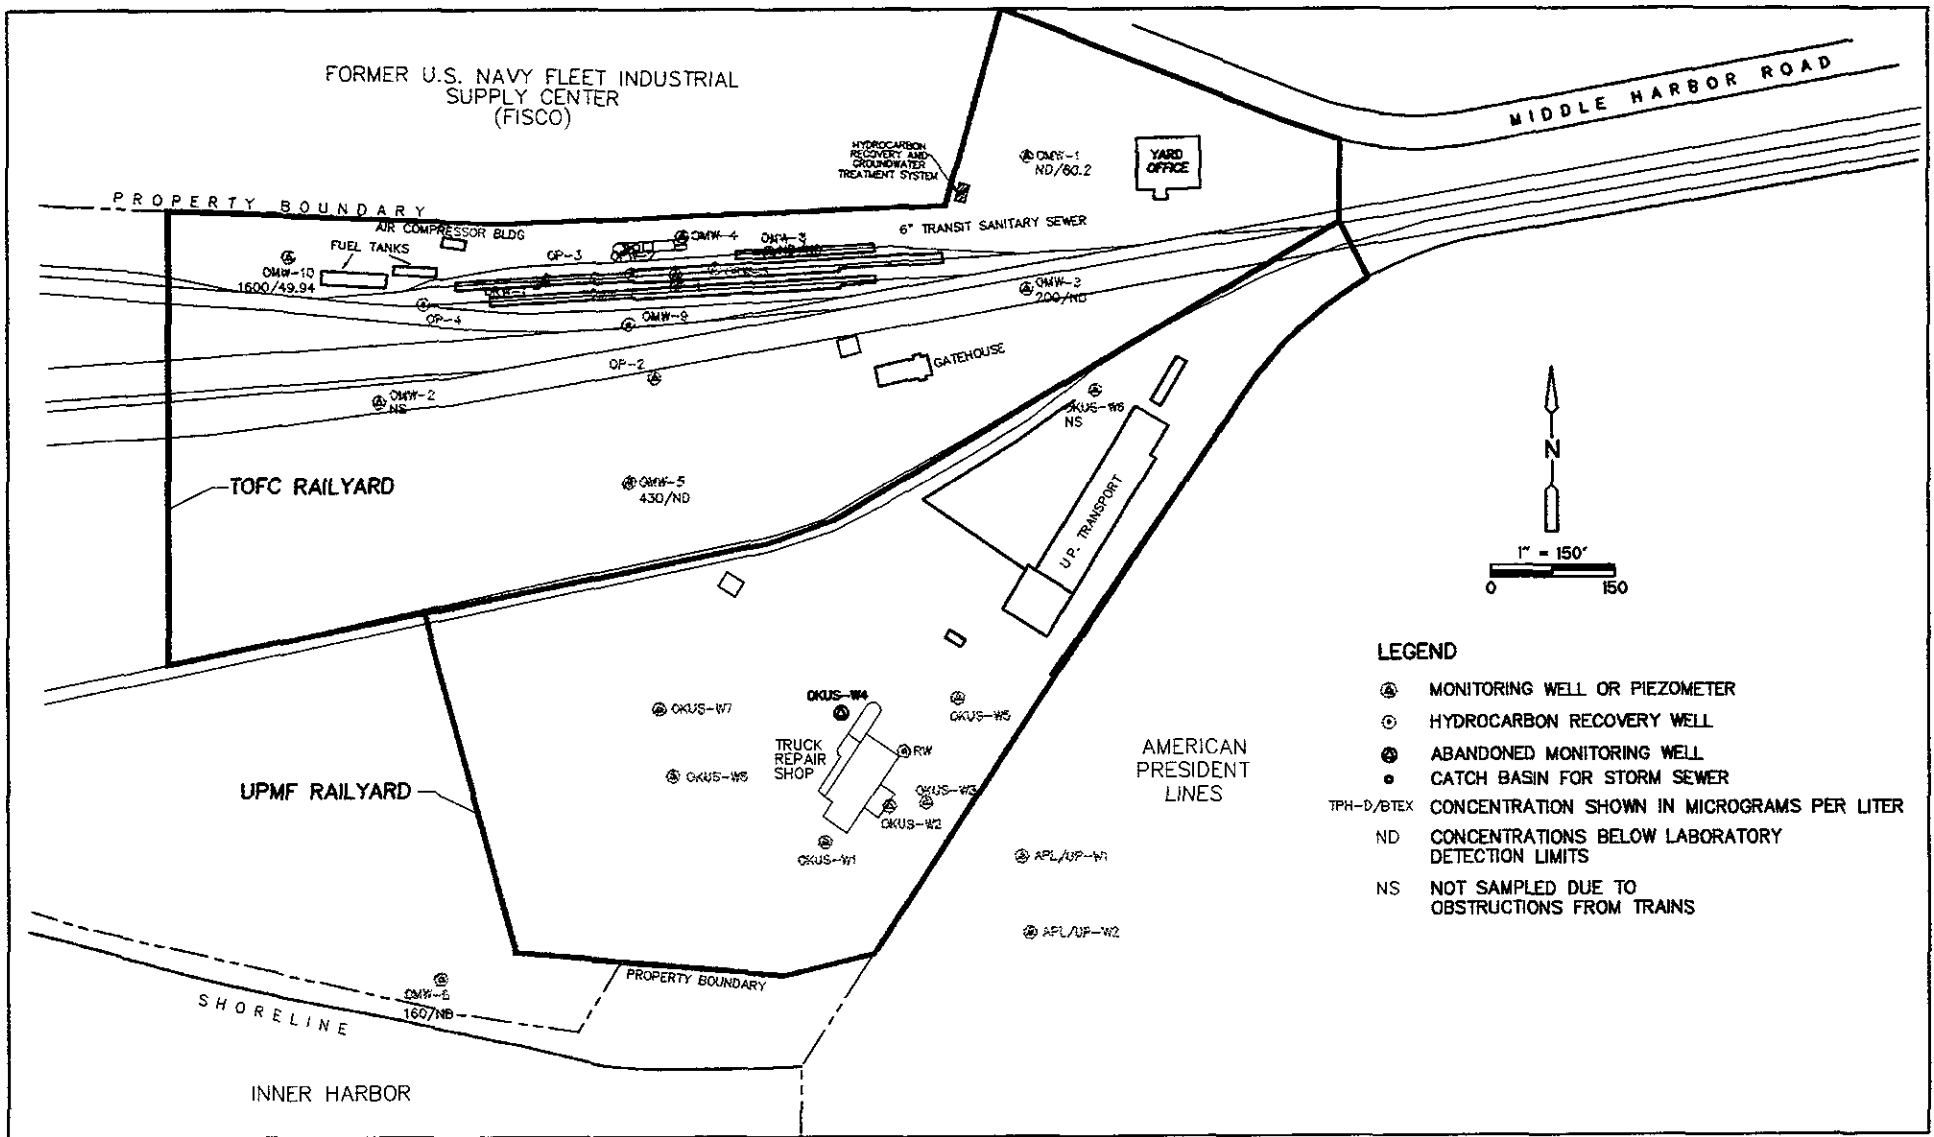 FORMER U.S. NAVY FLEET INDUSTRIAL
SUPPLY CENTER
(FISCO)
MIDDLE HARBOR ROAD
HYDROCARBON
RECOVERY AND
GROUNDWATER
TREATMENT SYSTEM
OMW-1
ND/60.2
YARD
OFFICE
PROPERTY BOUNDARY
AIR COMPRESSOR BLDG
FUEL TANKS
6" TRANSIT SANITARY SEWER
OMW-4
OP-3
OMW-10
1600/49.94
OP-4
OMW-9
200/ND
OP-2
GATEHOUSE
OMW-2
NS
NS
TOFC RAILYARD
OMW-5
430/ND
U.P. TRANSPORT
N
1" = 150'
0
150
LEGEND
MONITORING WELL OR PIEZOMETER
HYDROCARBON RECOVERY WELL
ABANDONED MONITORING WELL
CATCH BASIN FOR STORM SEWER
TPH-D/BTEX CONCENTRATION SHOWN IN MICROGRAMS PER LITER
ND CONCENTRATIONS BELOW LABORATORY
DETECTION LIMITS
NS NOT SAMPLED DUE TO
OBSTRUCTIONS FROM TRAINS
OKUS-W4
OKUS-W7
OKUS-W5
TRUCK
REPAIR
SHOP
RW
AMERICAN
PRESIDENT
LINES
UPMF RAILYARD
OKUS-W3
OKUS-W2
OKUS-W1
APL/UP-W1
APL/UP-W2
PROPERTY BOUNDARY
160/ND
SHORELINE
INNER HARBOR